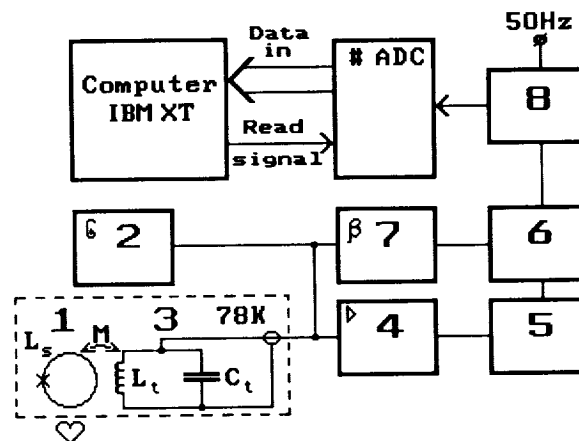 50Hz
Data
in
# ADC
Computer
IBM XT
8
Read
signal
2
β 7
6
1
M
3
78K
4
5
Ls
Lt
Ct